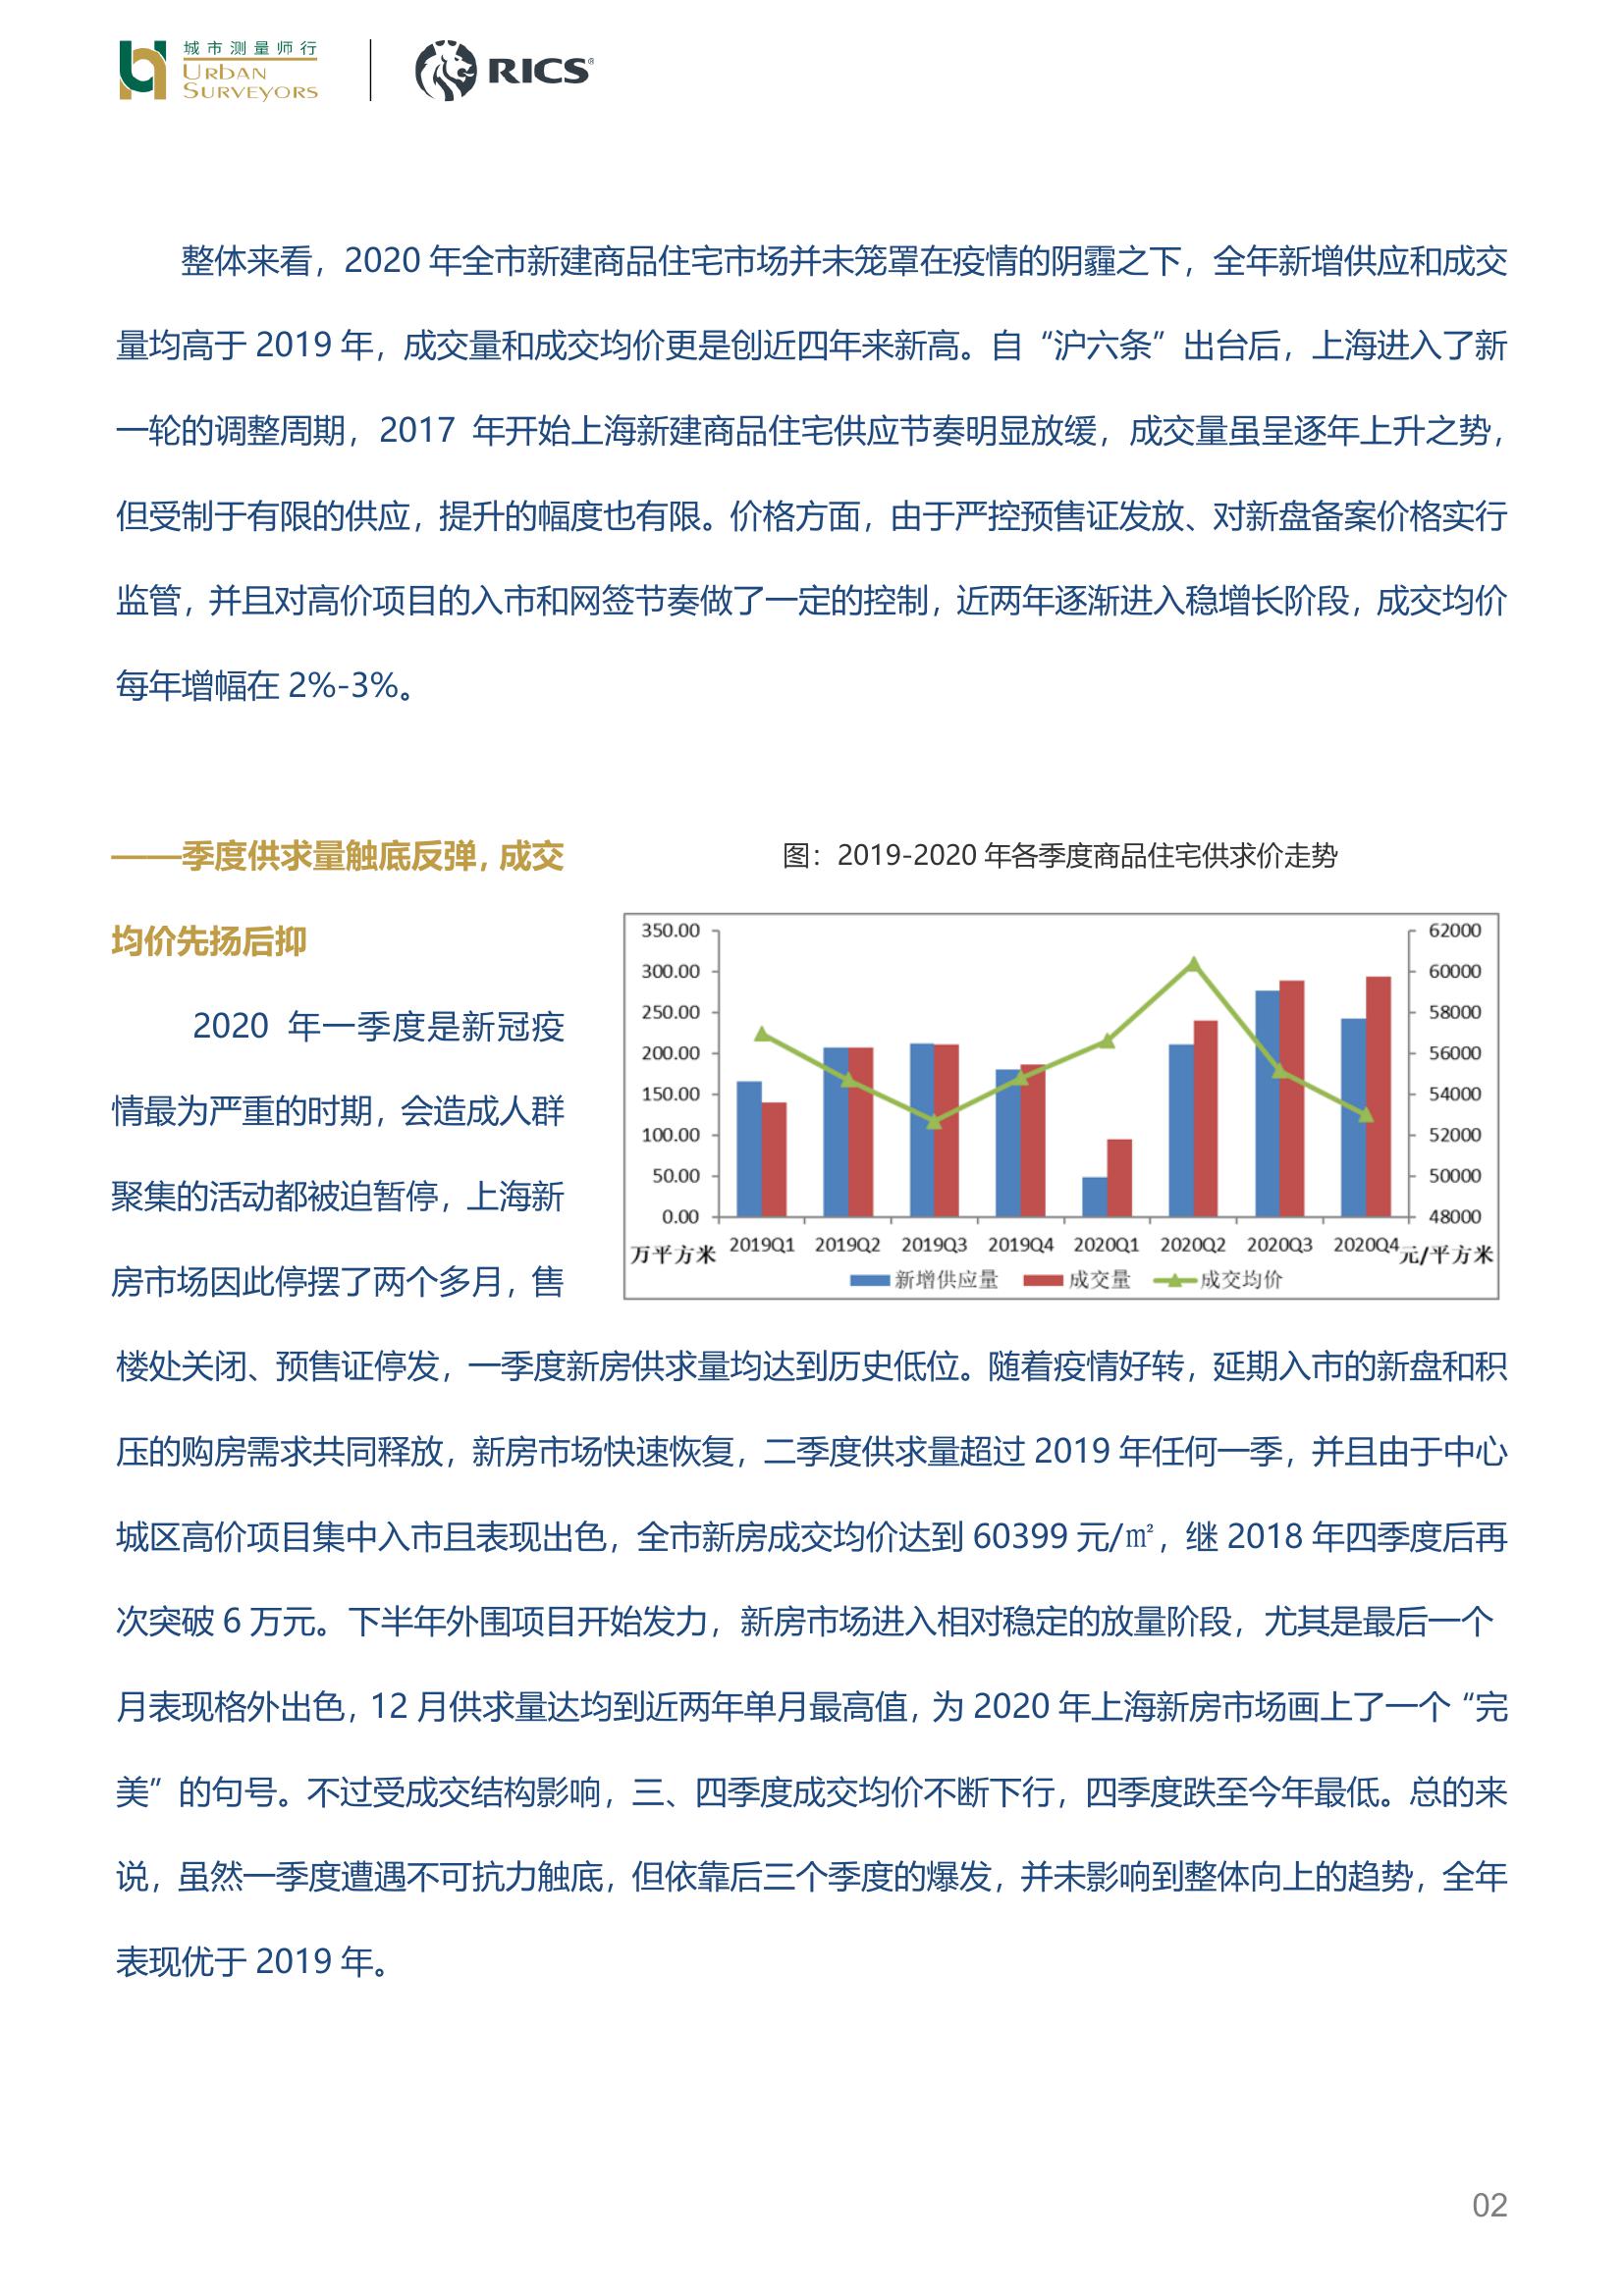 城市测量师行
URBAN
SURVEYORS
RICS®
整体来看，2020 年全市新建商品住宅市场并未笼罩在疫情的阴霾之下，全年新增供应和成交
量均高于 2019 年，成交量和成交均价更是创近四年来新高。自“沪六条”出台后，上海进入了新
一轮的调整周期，2017 年开始上海新建商品住宅供应节奏明显放缓，成交量虽呈逐年上升之势，
但受制于有限的供应，提升的幅度也有限。价格方面，由于严控预售证发放、对新盘备案价格实行
监管，并且对高价项目的入市和网签节奏做了一定的控制，近两年逐渐进入稳增长阶段，成交均价
每年增幅在 2%-3%。
——季度供求量触底反弹，成交
均价先扬后抑
2020 年一季度是新冠疫
情最为严重的时期，会造成人群
聚集的活动都被迫暂停，上海新
房市场因此停摆了两个多月，售
图：2019-2020 年各季度商品住宅供求价走势
350.00
300.00
250.00
200.00
150.00
100.00
50.00
0.00
万平方米
62000
60000
58000
56000
54000
52000
50000
48000
元/平方米
2019Q1 2019Q2 2019Q3 2019Q4 2020Q1 2020Q2 2020Q3 2020Q4
新增供应量 成交量 成交均价
楼处关闭、预售证停发，一季度新房供求量均达到历史低位。随着疫情好转，延期入市的新盘和积
压的购房需求共同释放，新房市场快速恢复，二季度供求量超过 2019 年任何一季，并且由于中心
城区高价项目集中入市且表现出色，全市新房成交均价达到 60399 元/㎡，继 2018 年四季度后再
次突破 6 万元。下半年外围项目开始发力，新房市场进入相对稳定的放量阶段，尤其是最后一个
月表现格外出色，12 月供求量达均到近两年单月最高值，为 2020 年上海新房市场画上了一个“完
美”的句号。不过受成交结构影响，三、四季度成交均价不断下行，四季度跌至今年最低。总的来
说，虽然一季度遭遇不可抗力触底，但依靠后三个季度的爆发，并未影响到整体向上的趋势，全年
表现优于 2019 年。
02